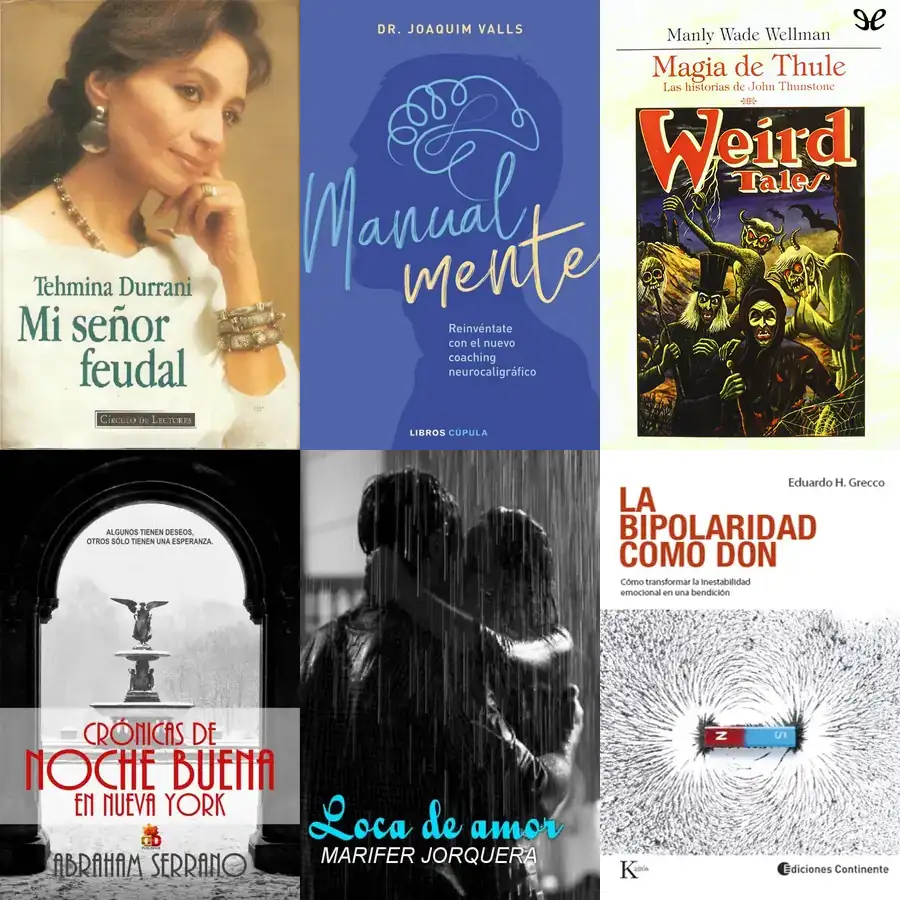 Tehmina Durrani
Mi señor
feudal
CÍRCULO DE LECTORES
DR. JOAQUIM VALLS
Manual
mente
Reinvéntate
con el nuevo
coaching
neurocaligráfico
LIBROS CÚPULA
Manly Wade Wellman
Magia de Thule
Las historias de John Thunstone
Weird
Tales
ALGUNOS TIENEN DESEOS,
OTROS SÓLO TIENEN UNA ESPERANZA.
CRÓNICAS DE
NOCHE BUENA
EN NUEVA YORK
ABRAHAM SERRANO
Loca de amor
MARIFER JORQUERA
Eduardo H. Grecco
LA
BIPOLARIDAD
COMO DON
Cómo transformar la inestabilidad
emocional en una bendición
N S
Kairós
Ediciones Continente